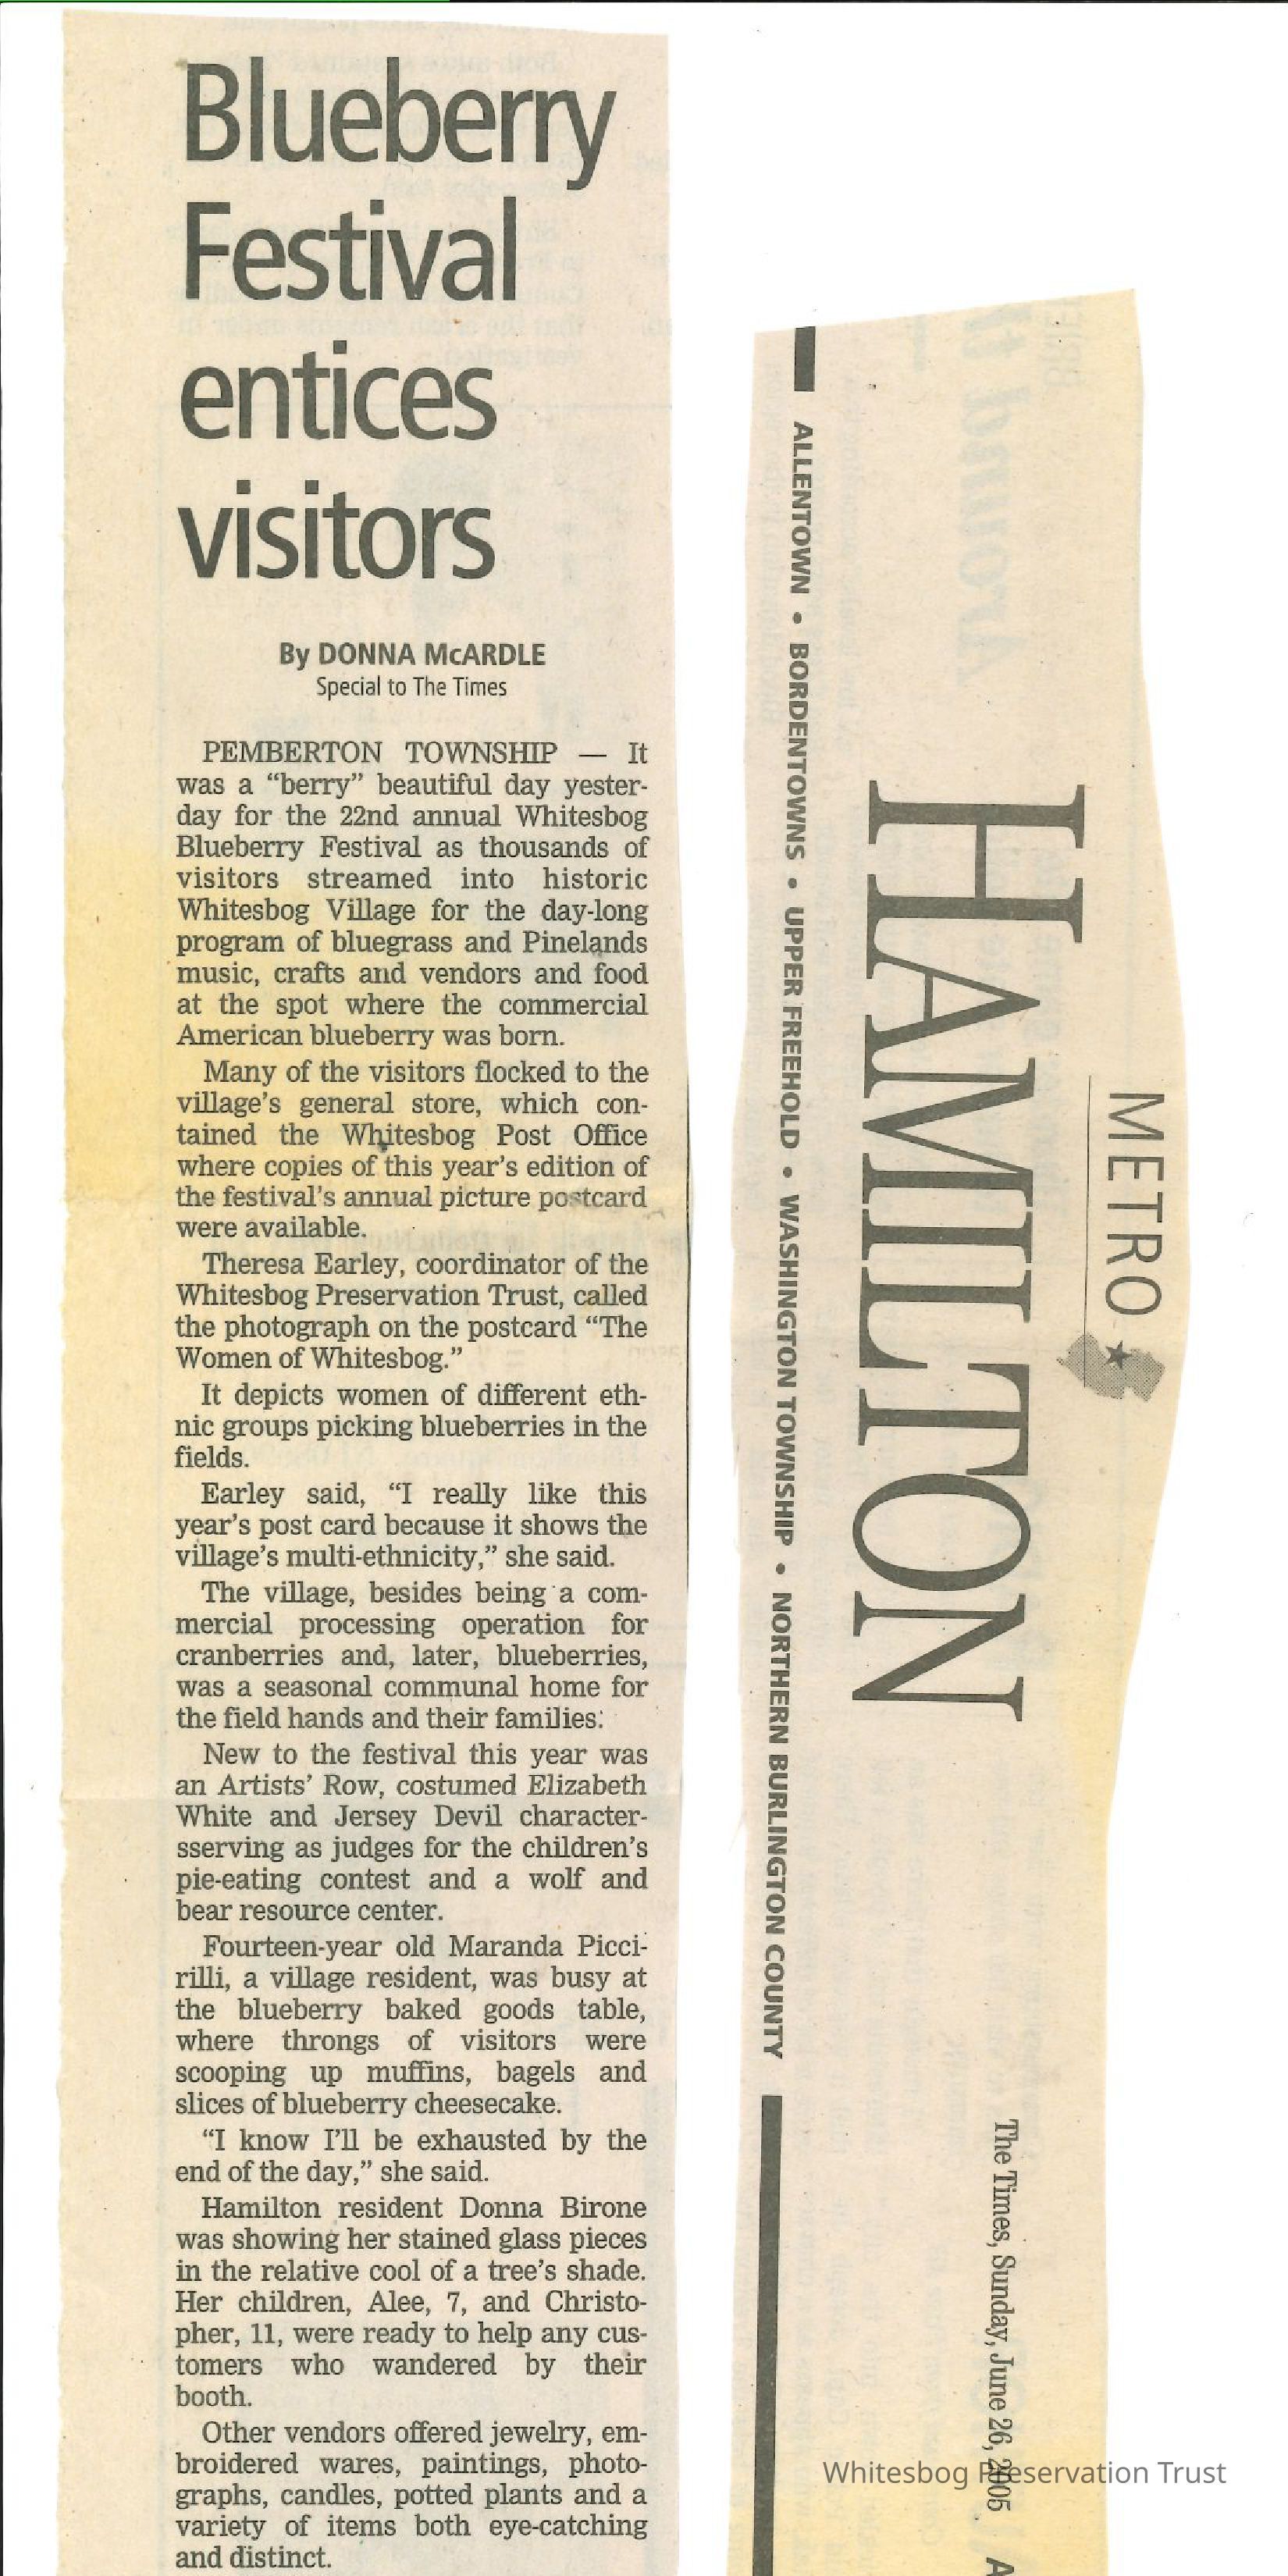 Blueberry
Festival
entices
visitors
By DONNA McARDLE
Special to The Times
PEMBERTON TOWNSHIP — It
was a “berry” beautiful day yester-
day for the 22nd annual Whitesbog
Blueberry Festival as thousands of
visitors streamed into historic
Whitesbog Village for the day-long
program of bluegrass and Pinelands
music, crafts and vendors and food
at the spot where the commercial
American blueberry was born.
Many of the visitors flocked to the
village’s general store, which con-
tained the Whitesbog Post Office
where copies of this year’s edition of
the festival’s annual picture postcard
were available.
Theresa Earley, coordinator of the
Whitesbog Preservation Trust, called
the photograph on the postcard “The
Women of Whitesbog.”
It depicts women of different eth-
nic groups picking blueberries in the
fields.
Earley said, “I really like this
year’s post card because it shows the
village’s multi-ethnicity,” she said.
The village, besides being a com-
mercial processing operation for
cranberries and, later, blueberries,
was a seasonal communal home for
the field hands and their families.
New to the festival this year was
an Artists’ Row, costumed Elizabeth
White and Jersey Devil character-
sserving as judges for the children’s
pie-eating contest and a wolf and
bear resource center.
Fourteen-year old Maranda Picci-
rilli, a village resident, was busy at
the blueberry baked goods table,
where throngs of visitors were
scooping up muffins, bagels and
slices of blueberry cheesecake.
“I know I’ll be exhausted by the
end of the day,” she said.
Hamilton resident Donna Birone
was showing her stained glass pieces
in the relative cool of a tree’s shade.
Her children, Alee, 7, and Christo-
pher, 11, were ready to help any cus-
tomers who wandered by their
booth.
Other vendors offered jewelry, em-
broidered wares, paintings, photo-
graphs, candles, potted plants and a
variety of items both eye-catching
and distinct.
METRO
HAMILTON
ALLENTOWN • BORDENTOWNS • UPPER FREEHOLD • WASHINGTON TOWNSHIP • NORTHERN BURLINGTON COUNTY
The Times, Sunday, June 26, 2005 A
Whitesbog Preservation Trust